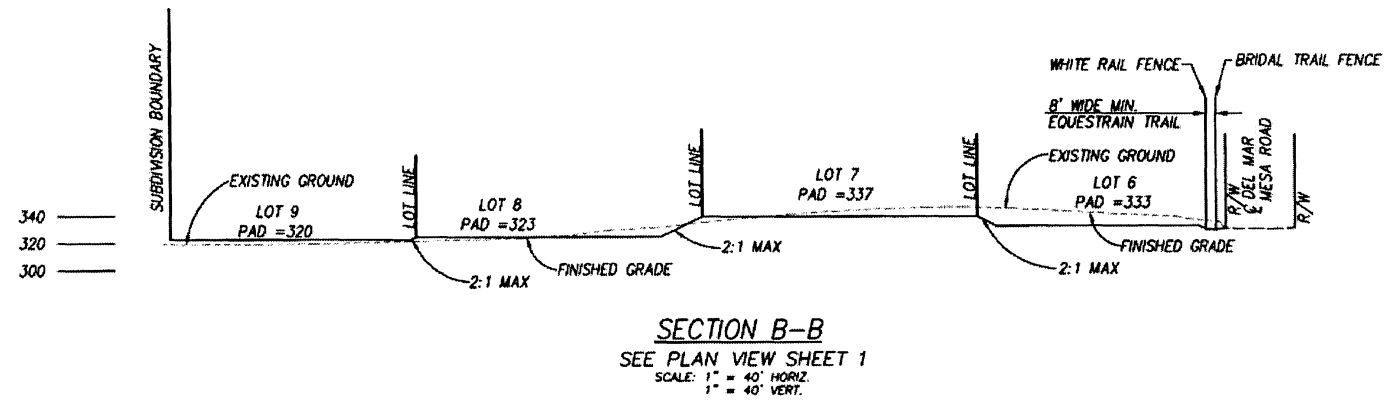 SUBDIVISION BOUNDARY
EXISTING GROUND
LOT 9
PAD =320
LOT LINE
LOT 8
PAD =323
2:1 MAX
FINISHED GRADE
LOT LINE
2:1 MAX
LOT 7
PAD =337
LOT LINE
2:1 MAX
EXISTING GROUND
LOT 6
PAD =333
FINISHED GRADE
WHITE RAIL FENCE
BRIDAL TRAIL FENCE
8' WIDE MIN.
EQUESTRAIN TRAIL
R/W
℄ DEL MAR
MESA ROAD
R/W
340
320
300
SECTION B-B
SEE PLAN VIEW SHEET 1
SCALE: 1" = 40' HORIZ.
1" = 40' VERT.